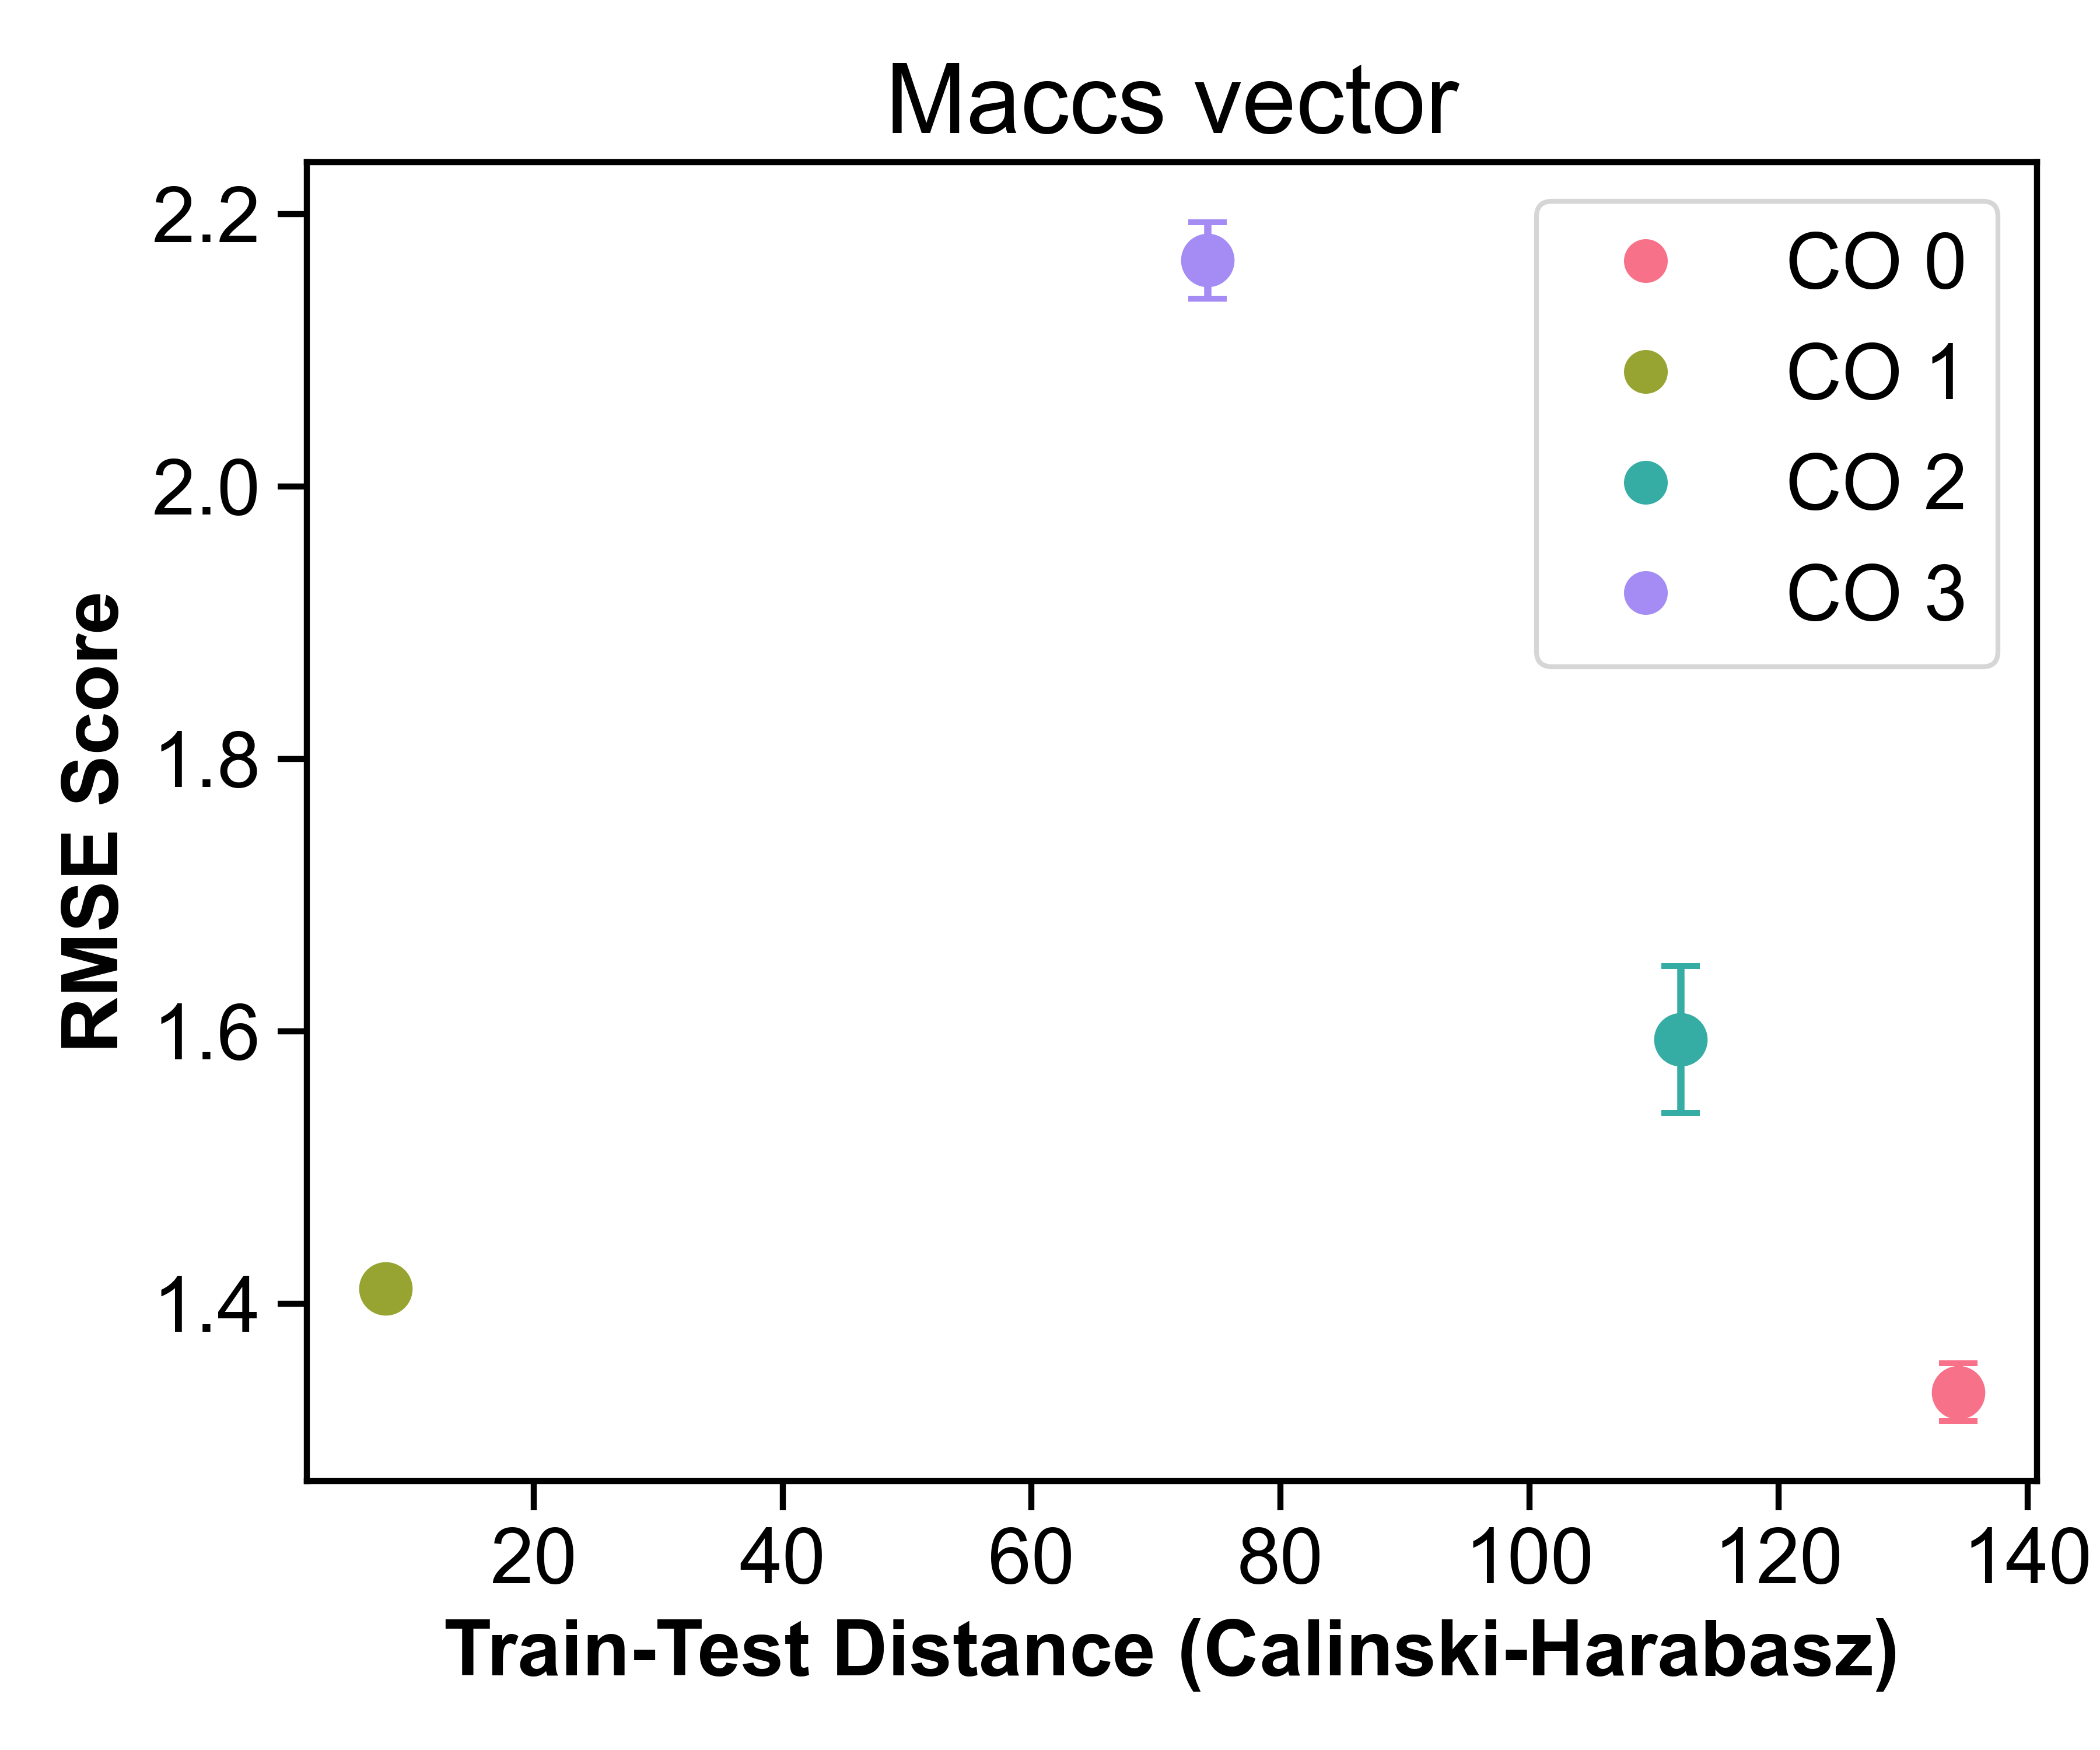 Maccs vector
2.2
2.0
1.8
1.6
1.4
RMSE Score
CO 0
CO 1
CO 2
CO 3
20 40 60 80 100 120 140
Train-Test Distance (Calinski-Harabasz)